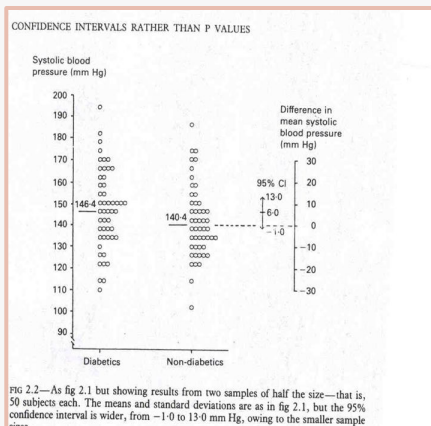 CONFIDENCE INTERVALS RATHER THAN P VALUES
Systolic blood
pressure (mm Hg)
200
190
180
170
160
150
140
130
120
110
100
90
146·4
140·4
Diabetics
Non-diabetics
Difference in
mean systolic
blood pressure
(mm Hg)
95% CI
13·0
6·0
-1·0
30
20
10
0
-10
-20
-30
FIG 2.2—As fig 2.1 but showing results from two samples of half the size—that is,
50 subjects each. The means and standard deviations are as in fig 2.1, but the 95%
confidence interval is wider, from −1·0 to 13·0 mm Hg, owing to the smaller sample